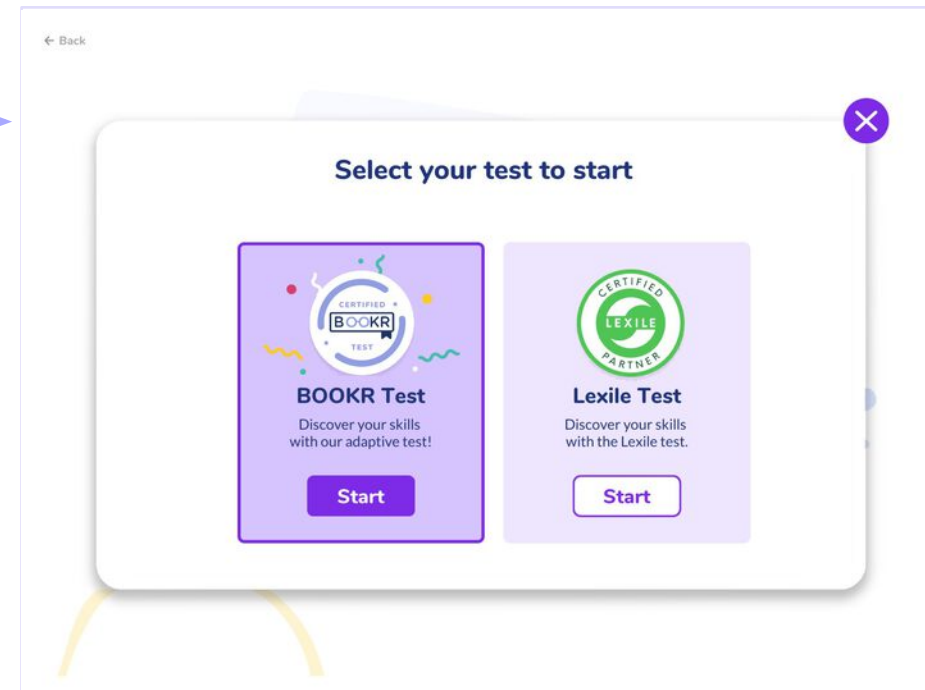 ← Back
Select your test to start
CERTIFIED
BOOKR
TEST
BOOKR Test
Discover your skills
with our adaptive test!
Start
CERTIFIED
LEXILE
PARTNER
Lexile Test
Discover your skills
with the Lexile test.
Start